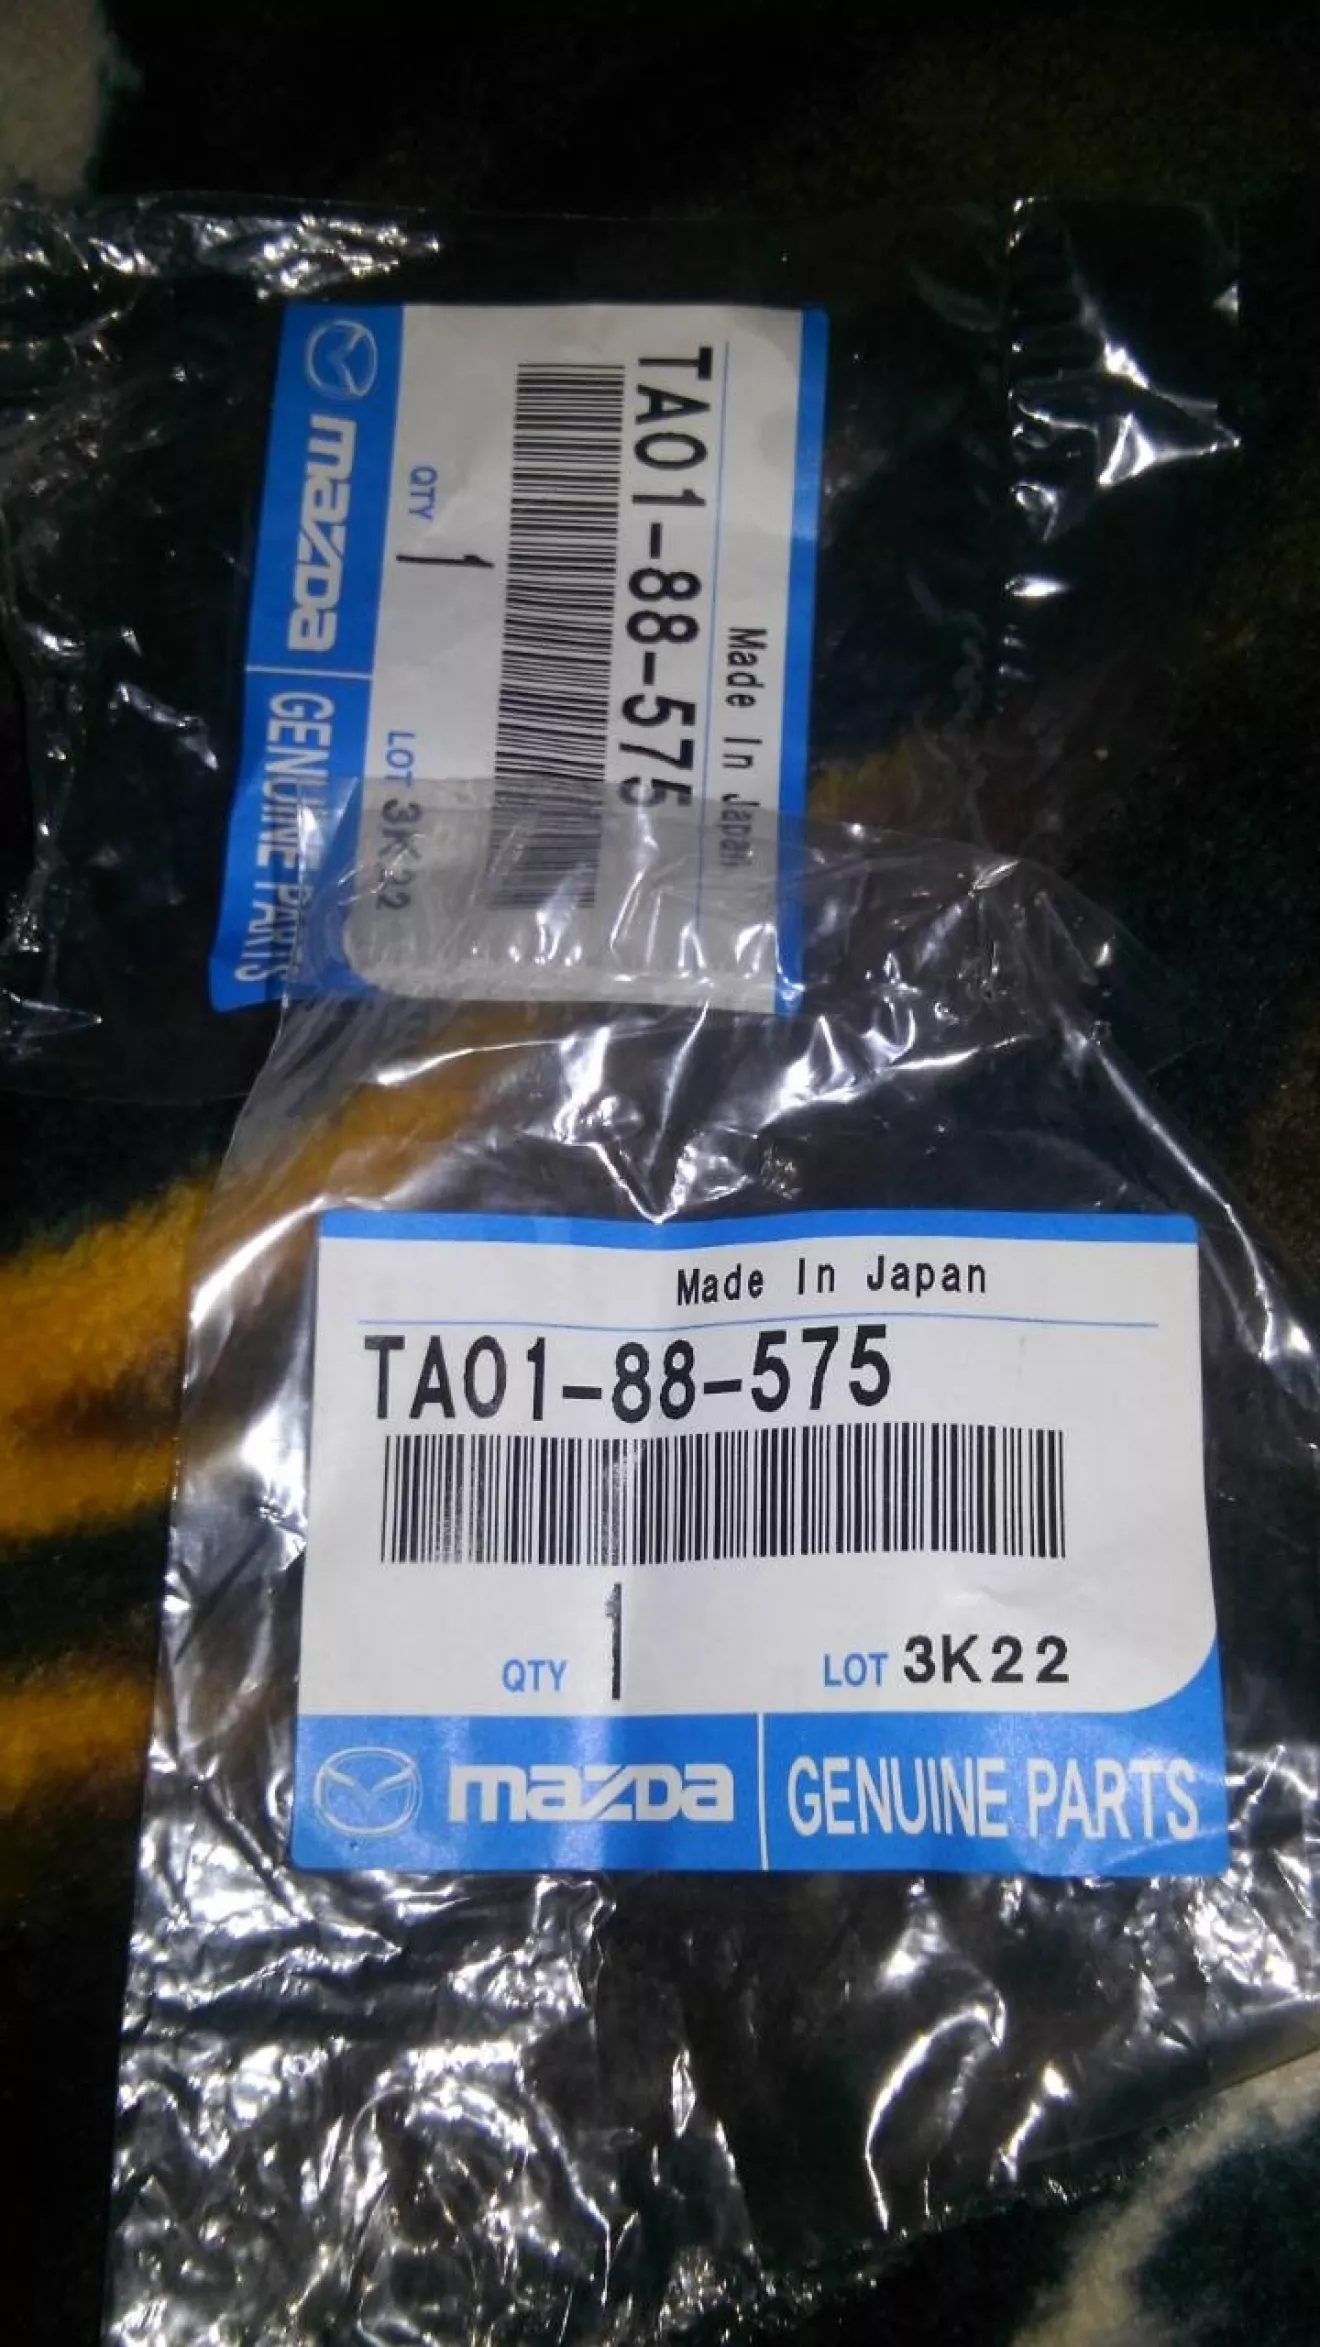 Made In Japan
TA01-88-575
QTY 1 LOT 3K22
mazda GENUINE PARTS
Made In Japan
TA01-88-575
QTY 1 LOT 3K22
mazda GENUINE PARTS